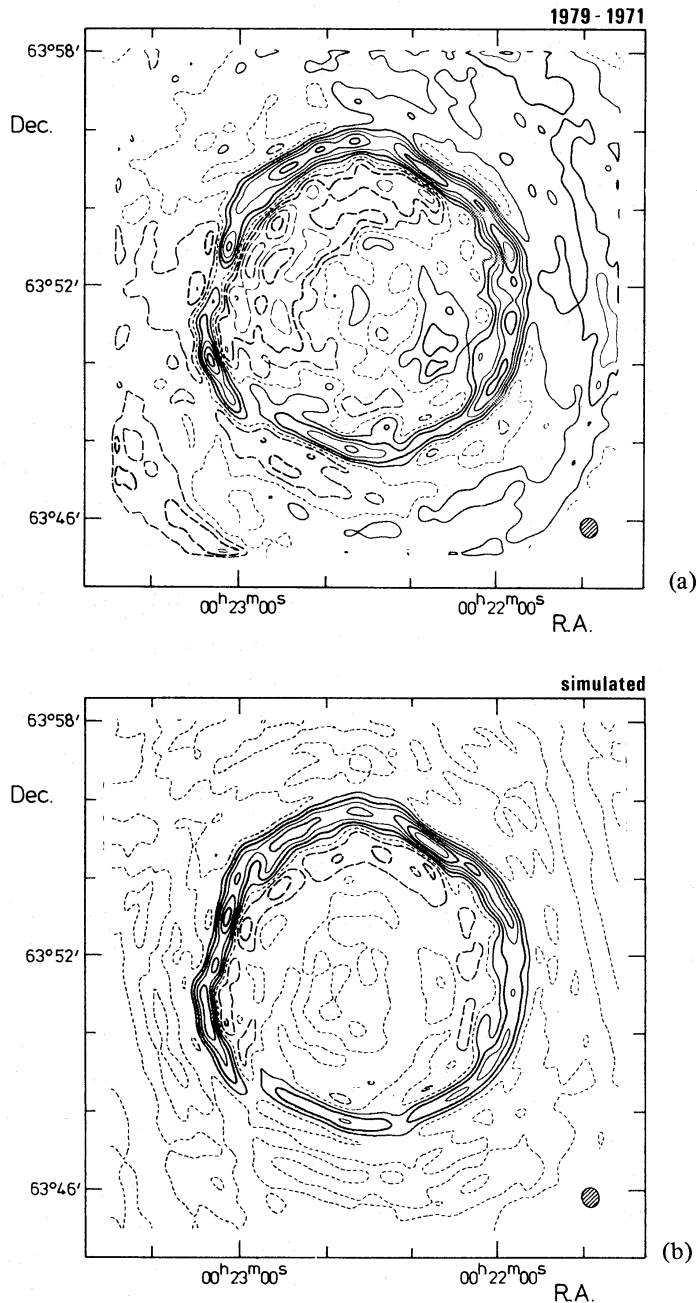 1979 - 1971
63°58′
Dec.
63°52′
63°46′
00ʰ23ᵐ00ˢ 00ʰ22ᵐ00ˢ
R.A.
(a)
simulated
63°58′
Dec.
63°52′
63°46′
00ʰ23ᵐ00ˢ 00ʰ22ᵐ00ˢ
R.A.
(b)